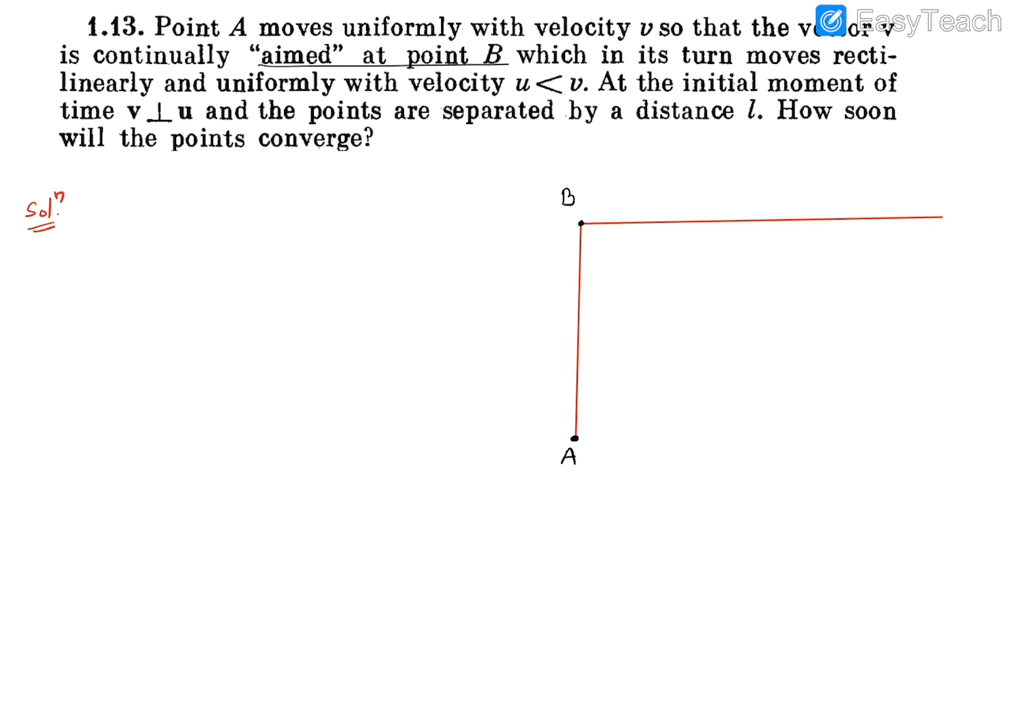 1.13. Point A moves uniformly with velocity v so that the v
EasyTeach
is continually “aimed” at point B which in its turn moves recti-
linearly and uniformly with velocity u < v. At the initial moment of
time v ⊥ u and the points are separated by a distance l. How soon
will the points converge?
Solⁿ.
B
A